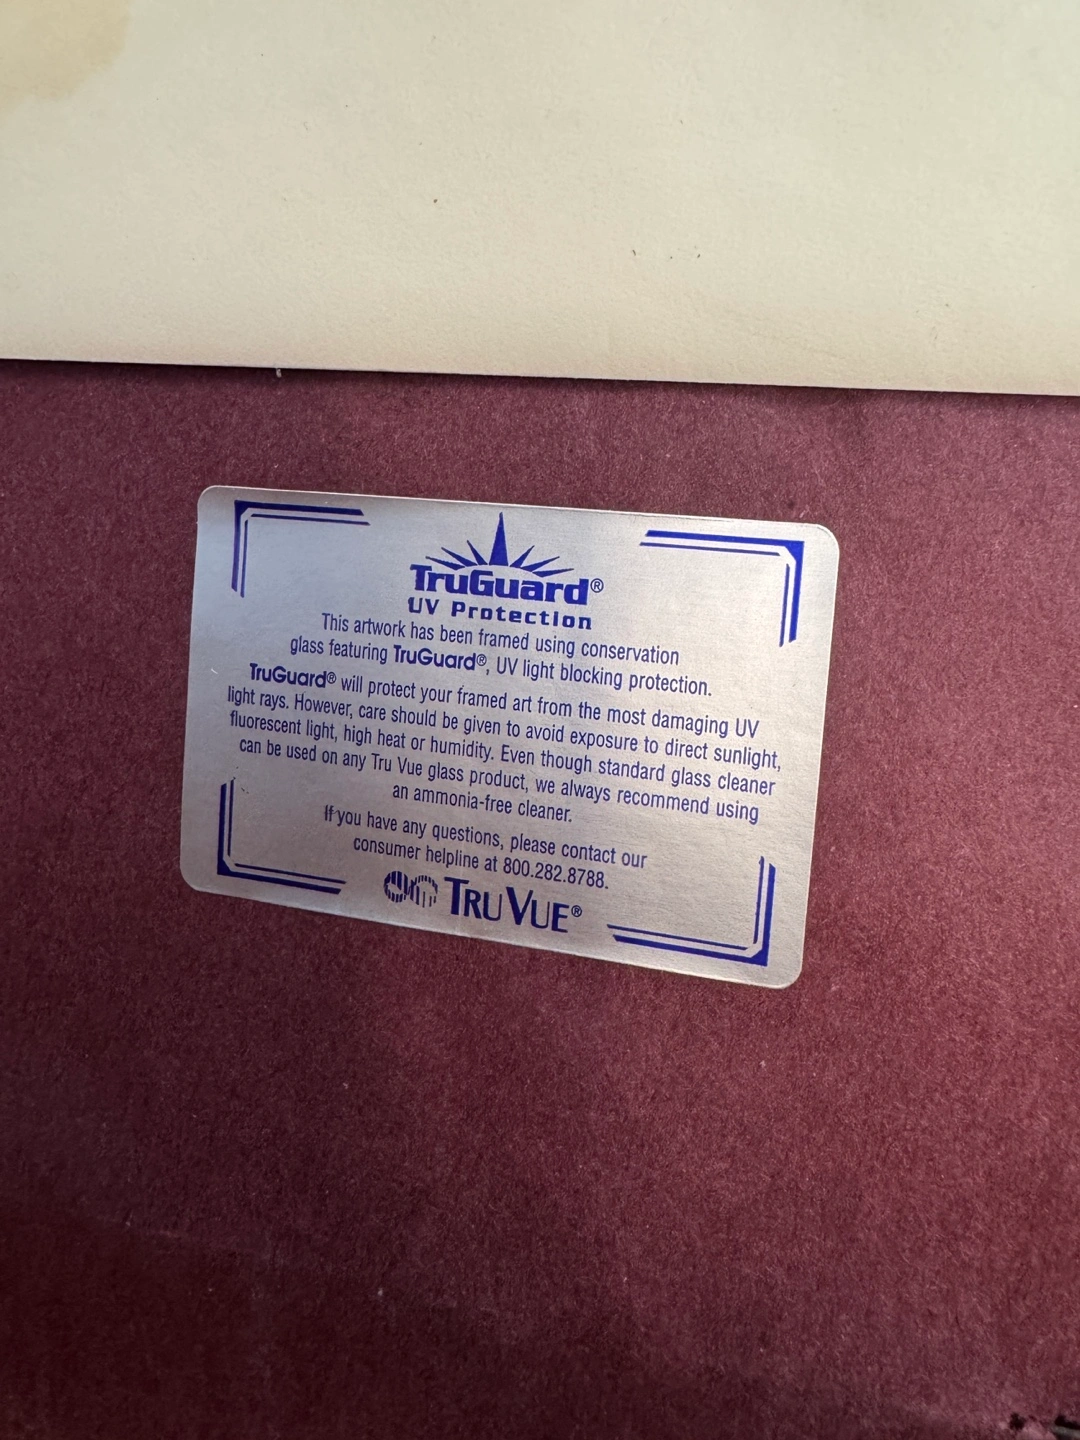 TruGuard®
UV Protection
This artwork has been framed using conservation
glass featuring TruGuard®, UV light blocking protection.
TruGuard® will protect your framed art from the most damaging UV
light rays. However, care should be given to avoid exposure to direct sunlight,
fluorescent light, high heat or humidity. Even though standard glass cleaner
can be used on any Tru Vue glass product, we always recommend using
an ammonia-free cleaner.
If you have any questions, please contact our
consumer helpline at 800.282.8788.
TRU VUE®